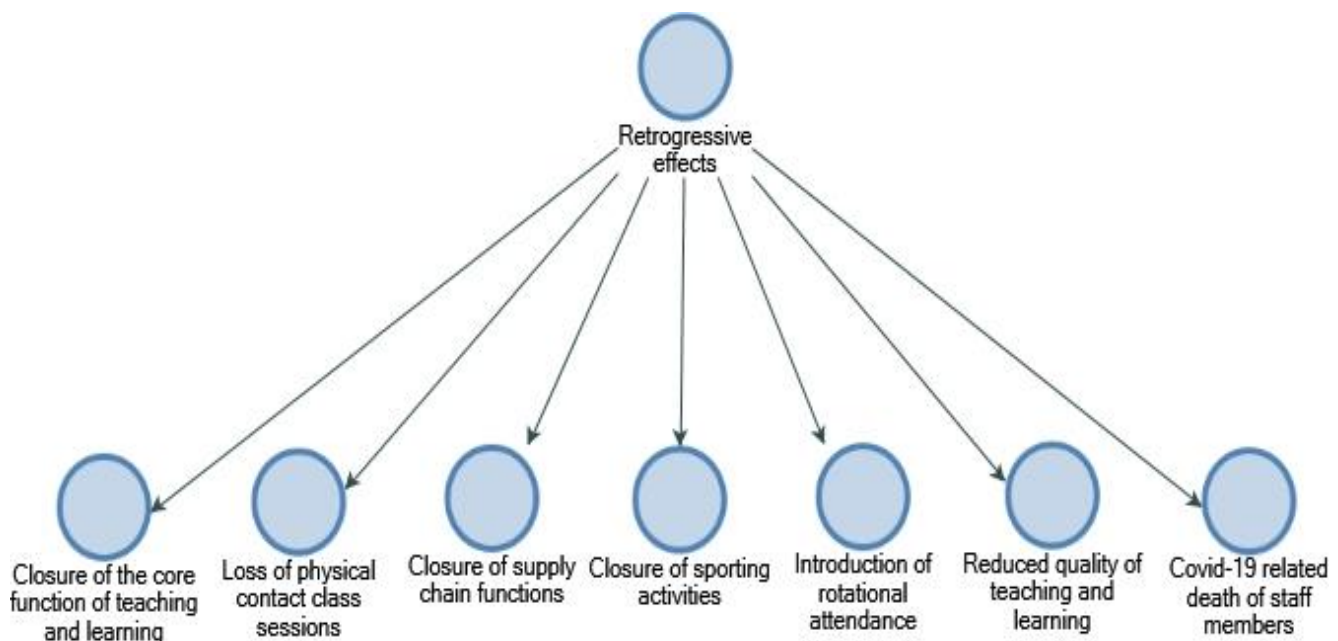 Retrogressive
effects
Closure of the core
function of teaching
and learning
Loss of physical
contact class
sessions
Closure of supply
chain functions
Closure of sporting
activities
Introduction of
rotational
attendance
Reduced quality of
teaching and
learning
Covid-19 related
death of staff
members